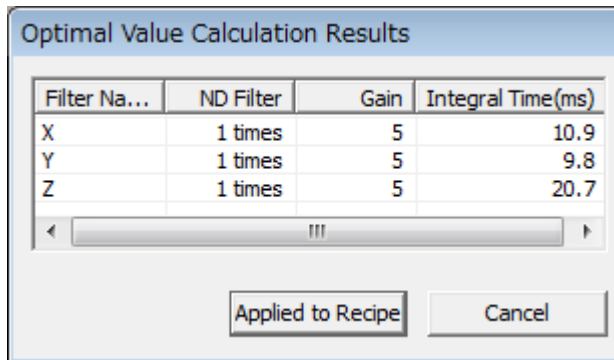 Optimal Value Calculation Results
Filter Na... ND Filter Gain Integral Time(ms)
X 1 times 5 10.9
Y 1 times 5 9.8
Z 1 times 5 20.7
Applied to Recipe Cancel